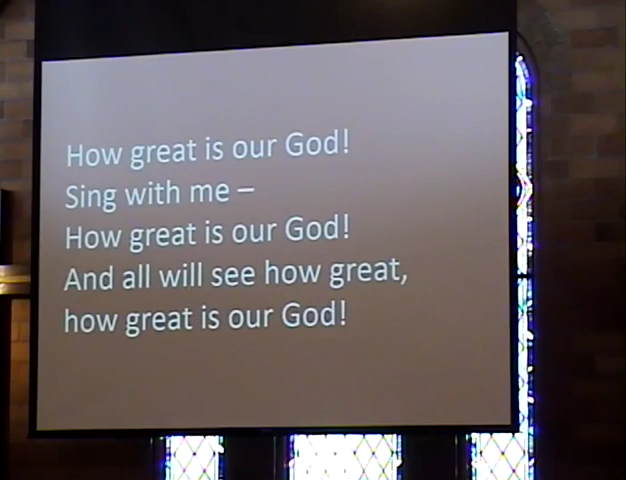 How great is our God!
Sing with me –
How great is our God!
And all will see how great,
how great is our God!